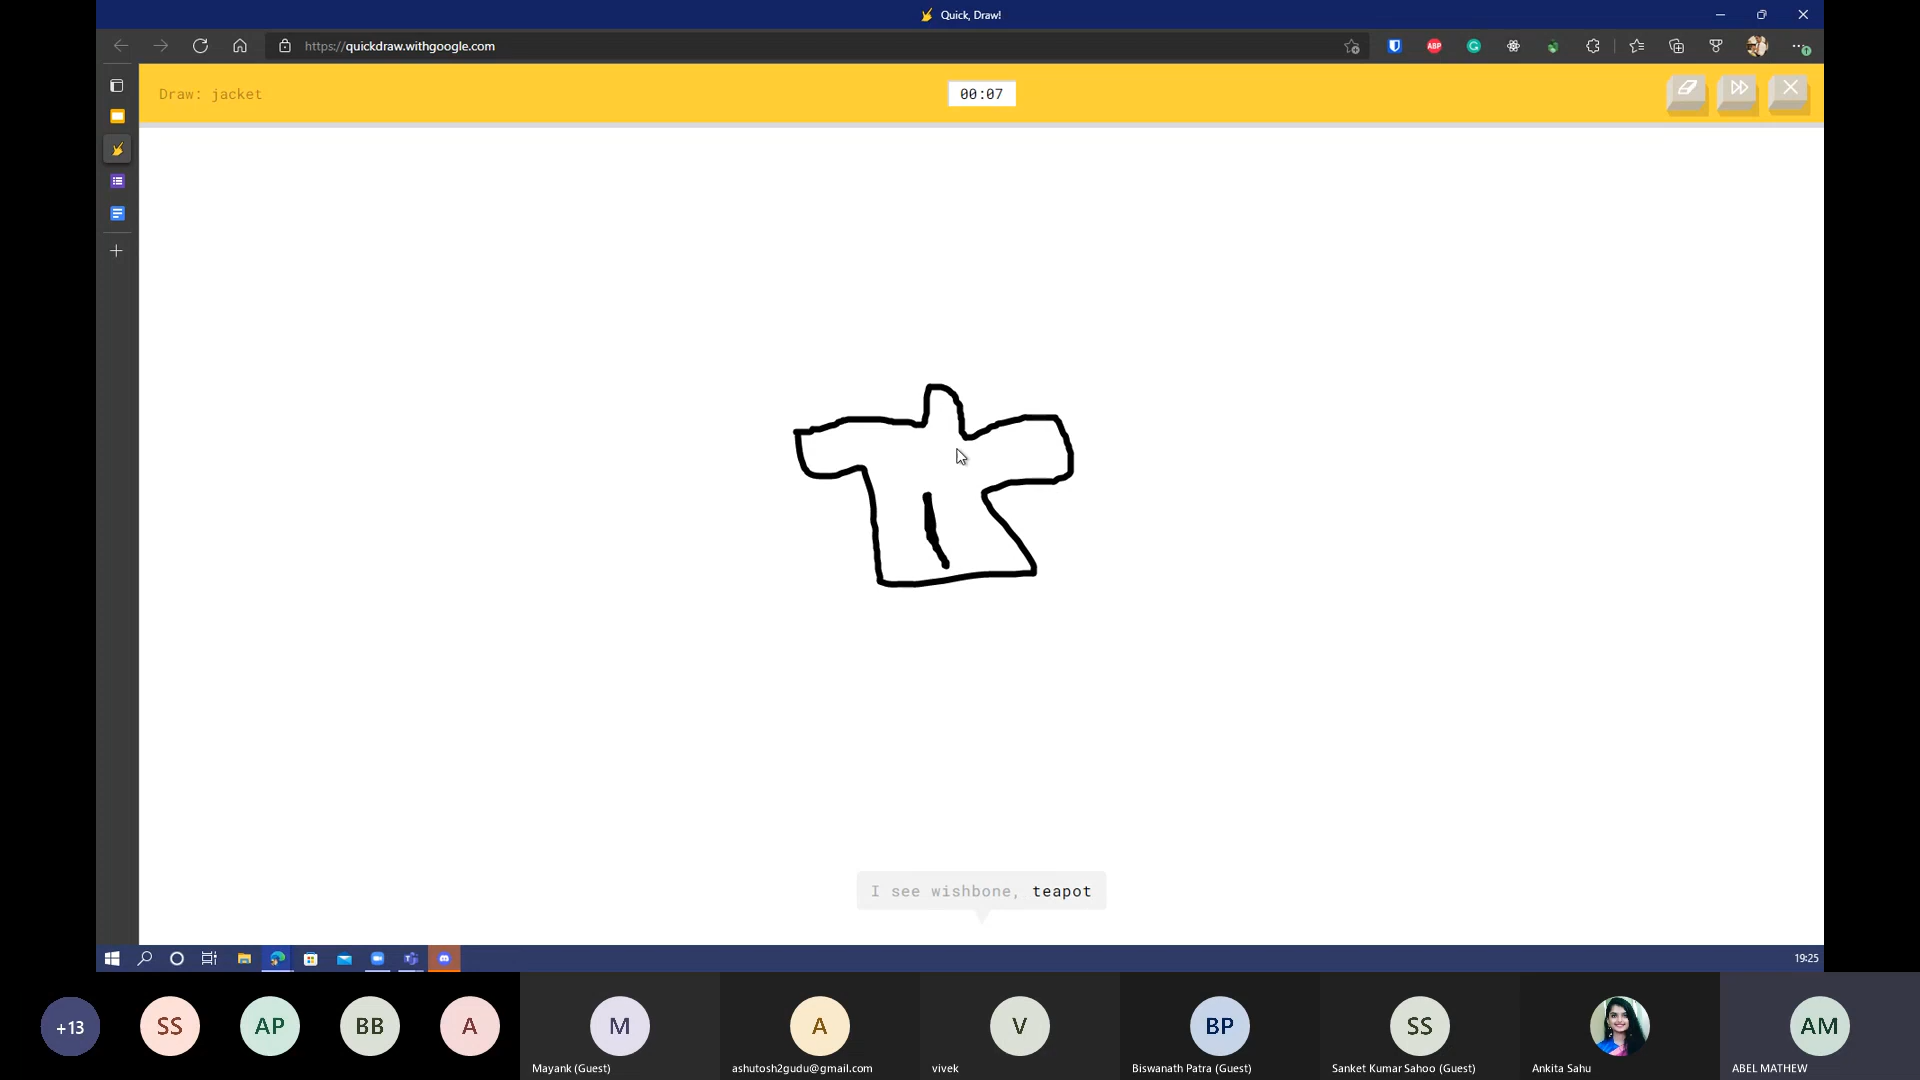 Quick, Draw!
https://quickdraw.withgoogle.com
ABP
Draw: jacket
00:07
I see wishbone, teapot
19:25
+13
SS
AP
BB
A
M
A
V
BP
SS
AM
Mayank (Guest)
ashutosh2gudu@gmail.com
vivek
Biswanath Patra (Guest)
Sanket Kumar Sahoo (Guest)
Ankita Sahu
ABEL MATHEW